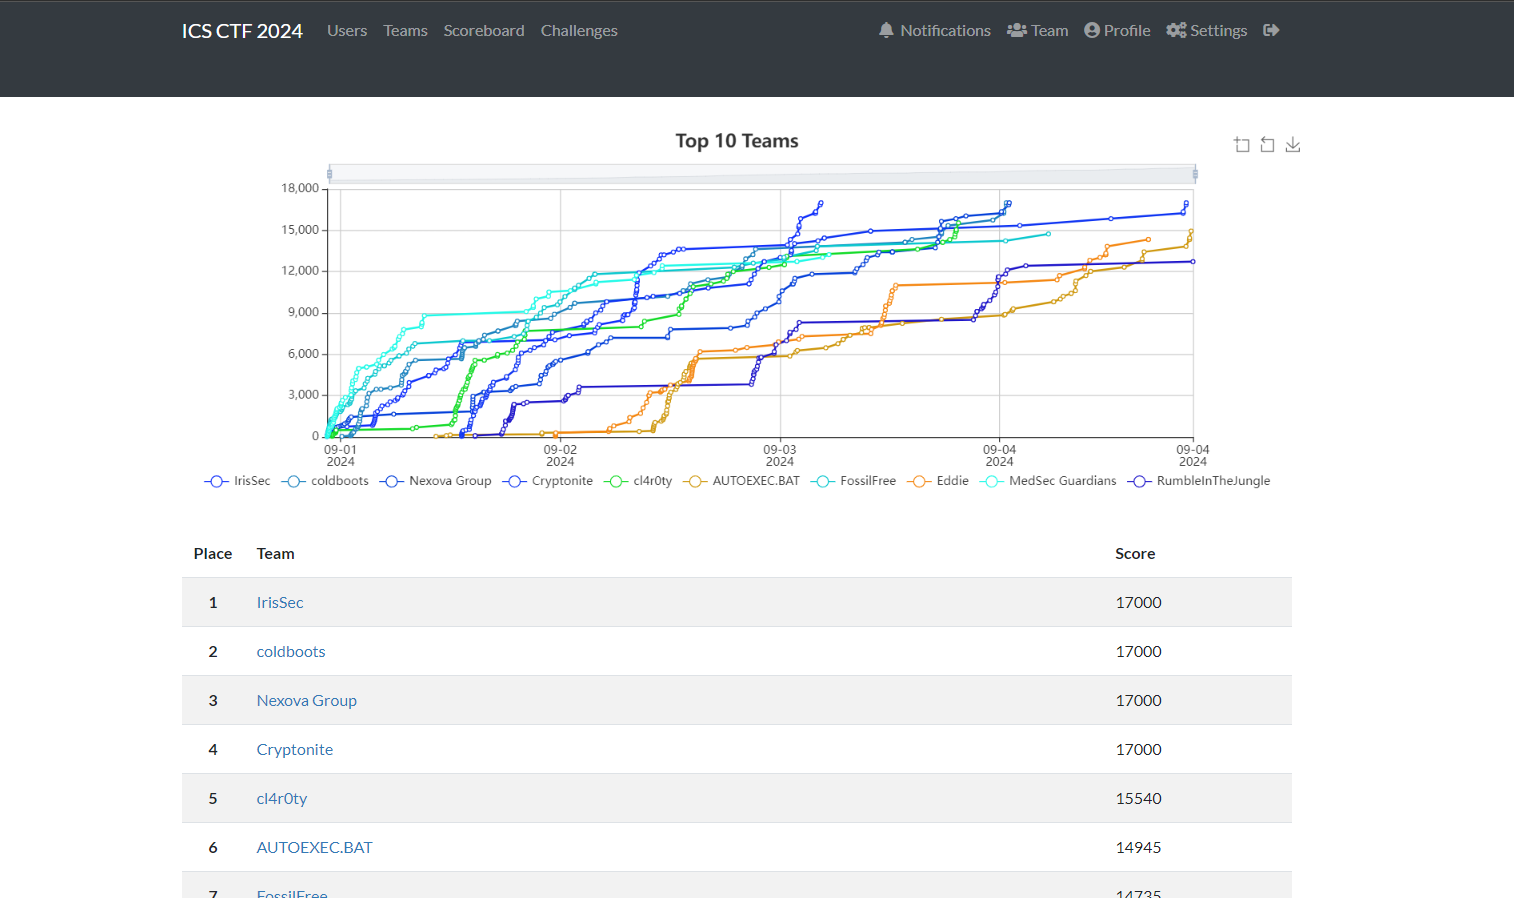 ICS CTF 2024 Users Teams Scoreboard Challenges Notifications Team Profile Settings
Top 10 Teams
18,000
15,000
12,000
9,000
6,000
3,000
0
09-01 09-02 09-03 09-04 09-04
2024 2024 2024 2024 2024
IrisSec coldboots Nexova Group Cryptonite cl4r0ty AUTOEXEC.BAT FossilFree Eddie MedSec Guardians RumbleInTheJungle
Place Team Score
1 IrisSec 17000
2 coldboots 17000
3 Nexova Group 17000
4 Cryptonite 17000
5 cl4r0ty 15540
6 AUTOEXEC.BAT 14945
7 FossilFree 14735